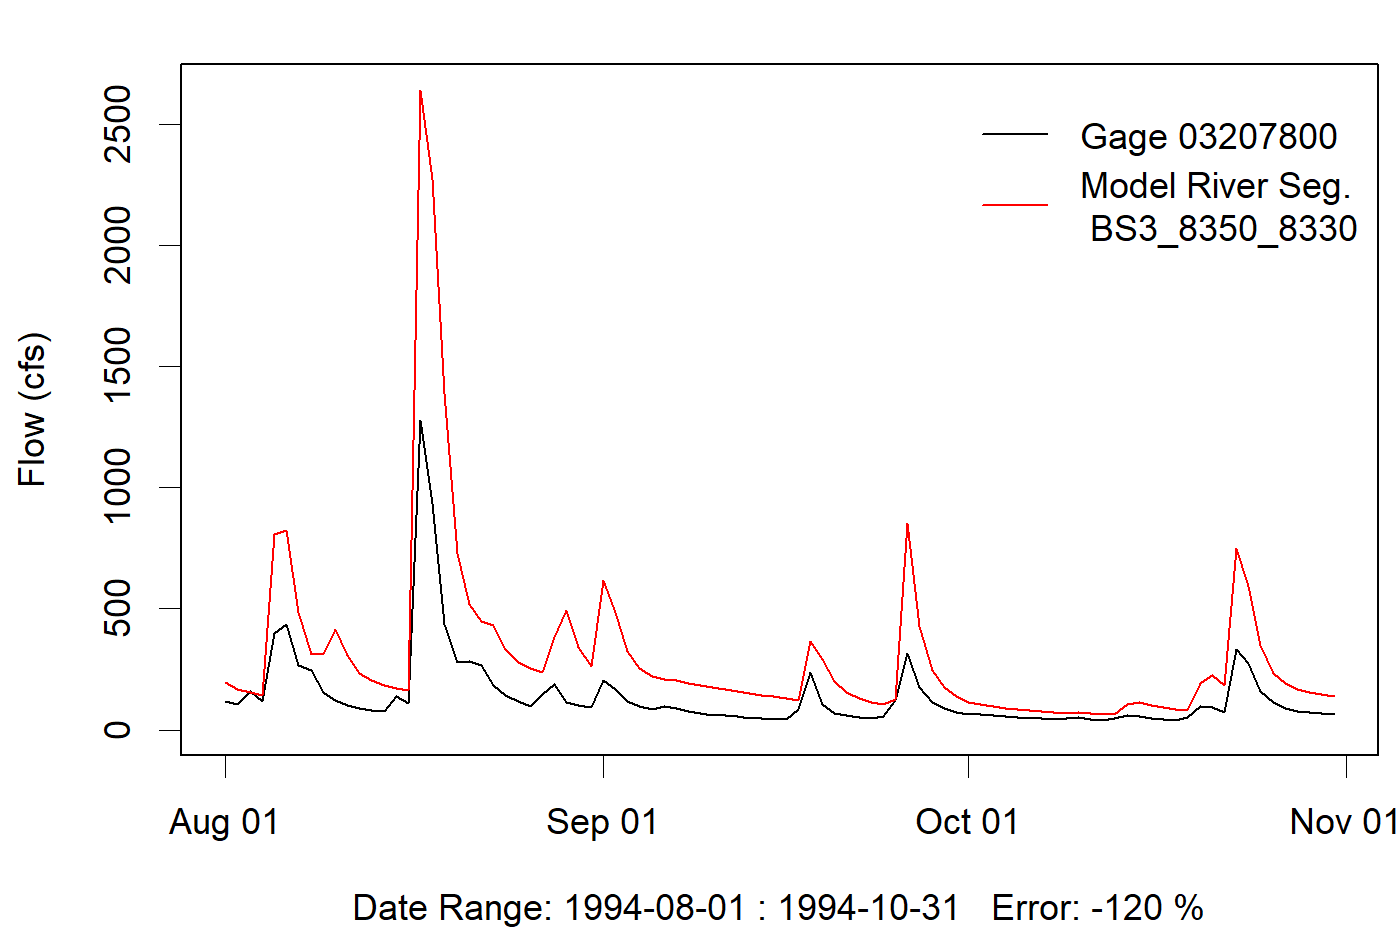 Flow (cfs)
2500
2000
1500
1000
500
0
Gage 03207800
Model River Seg.
BS3_8350_8330
Aug 01
Sep 01
Oct 01
Nov 01
Date Range: 1994-08-01 : 1994-10-31 Error: -120 %